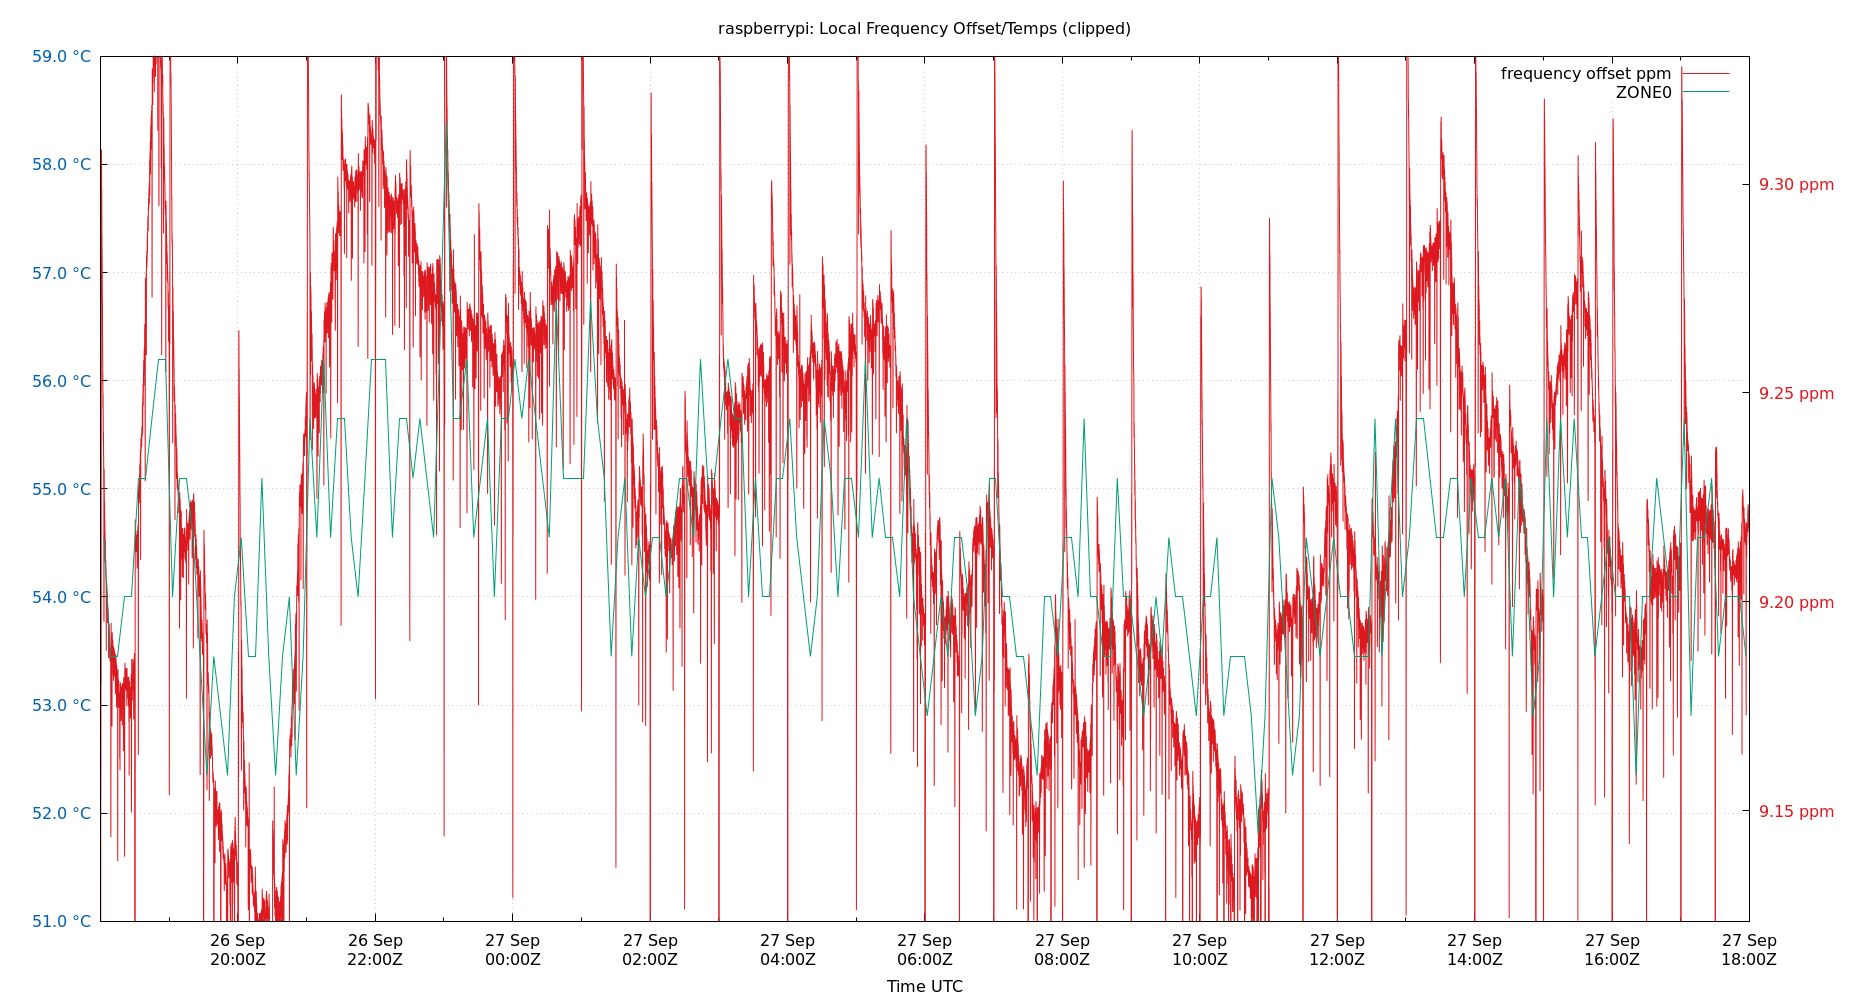 raspberrypi: Local Frequency Offset/Temps (clipped)
frequency offset ppm
ZONE0
59.0 °C
58.0 °C
57.0 °C
56.0 °C
55.0 °C
54.0 °C
53.0 °C
52.0 °C
51.0 °C
9.30 ppm
9.25 ppm
9.20 ppm
9.15 ppm
26 Sep 26 Sep 27 Sep 27 Sep 27 Sep 27 Sep 27 Sep 27 Sep 27 Sep 27 Sep 27 Sep 27 Sep
20:00Z 22:00Z 00:00Z 02:00Z 04:00Z 06:00Z 08:00Z 10:00Z 12:00Z 14:00Z 16:00Z 18:00Z
Time UTC